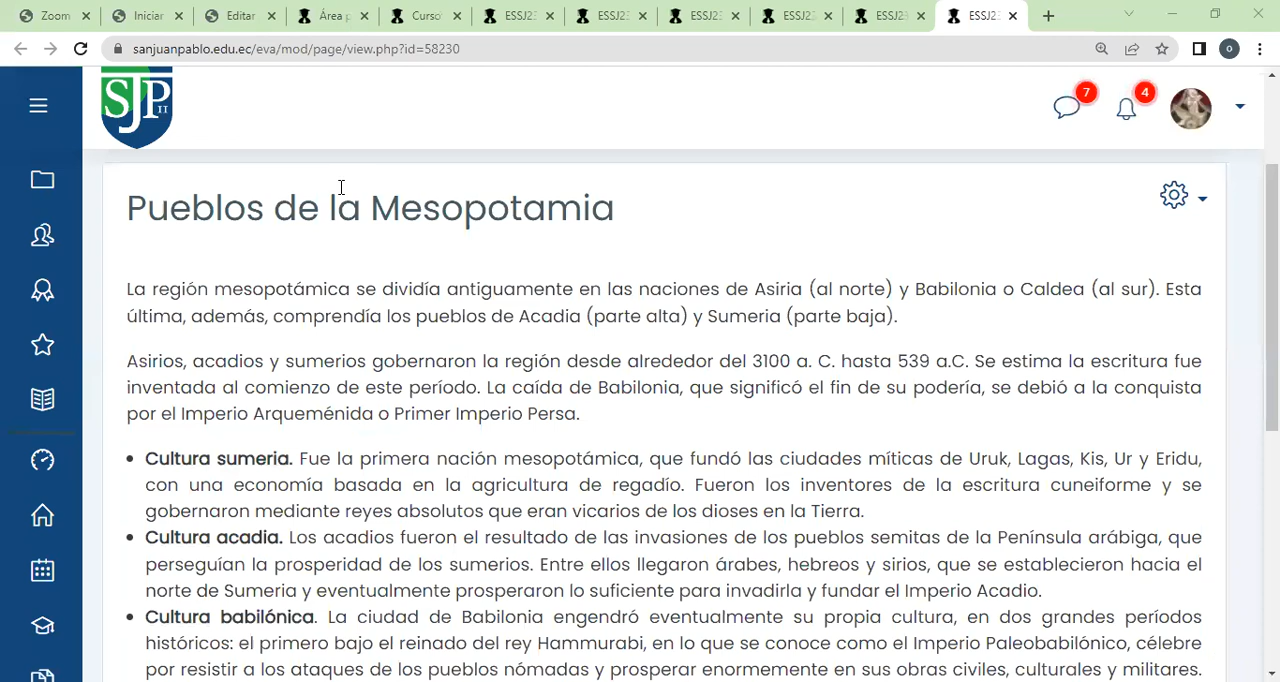 Zoom
Iniciar
Editar
Área p
Curso
ESSJ23
ESSJ23
ESSJ23
ESSJ23
ESSJ23
ESSJ23
sanjuanpablo.edu.ec/eva/mod/page/view.php?id=58230
o
SJP II
7
4
Pueblos de la Mesopotamia
La región mesopotámica se dividía antiguamente en las naciones de Asiria (al norte) y Babilonia o Caldea (al sur). Esta
última, además, comprendía los pueblos de Acadia (parte alta) y Sumeria (parte baja).
Asirios, acadios y sumerios gobernaron la región desde alrededor del 3100 a. C. hasta 539 a.C. Se estima la escritura fue
inventada al comienzo de este período. La caída de Babilonia, que significó el fin de su podería, se debió a la conquista
por el Imperio Arqueménida o Primer Imperio Persa.
Cultura sumeria. Fue la primera nación mesopotámica, que fundó las ciudades míticas de Uruk, Lagas, Kis, Ur y Eridu,
con una economía basada en la agricultura de regadío. Fueron los inventores de la escritura cuneiforme y se
gobernaron mediante reyes absolutos que eran vicarios de los dioses en la Tierra.
Cultura acadia. Los acadios fueron el resultado de las invasiones de los pueblos semitas de la Península arábiga, que
perseguían la prosperidad de los sumerios. Entre ellos llegaron árabes, hebreos y sirios, que se establecieron hacia el
norte de Sumeria y eventualmente prosperaron lo suficiente para invadirla y fundar el Imperio Acadio.
Cultura babilónica. La ciudad de Babilonia engendró eventualmente su propia cultura, en dos grandes períodos
históricos: el primero bajo el reinado del rey Hammurabi, en lo que se conoce como el Imperio Paleobabilónico, célebre
por resistir a los ataques de los pueblos nómadas y prosperar enormemente en sus obras civiles, culturales y militares.